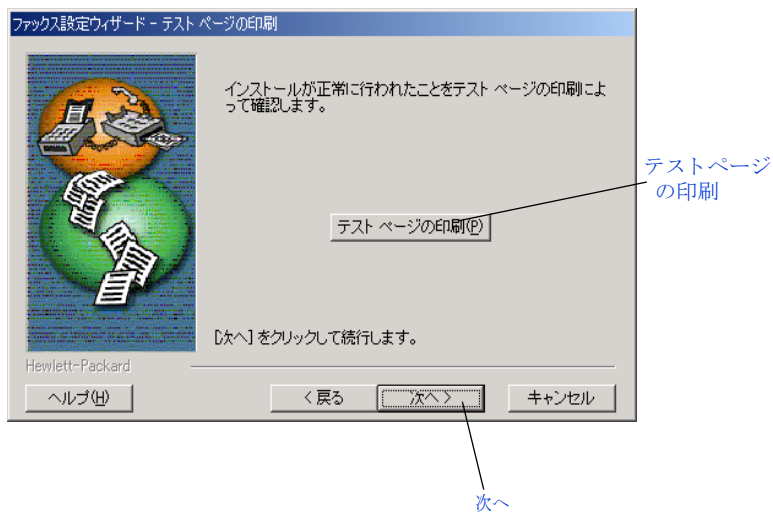 ファックス設定ウィザード - テスト ページの印刷
インストールが正常に行われたことをテスト ページの印刷によ
って確認します。
テストページ
の印刷
テスト ページの印刷(P)
[次へ] をクリックして続行します。
Hewlett-Packard
ヘルプ(H)
< 戻る
次へ >
キャンセル
次へ